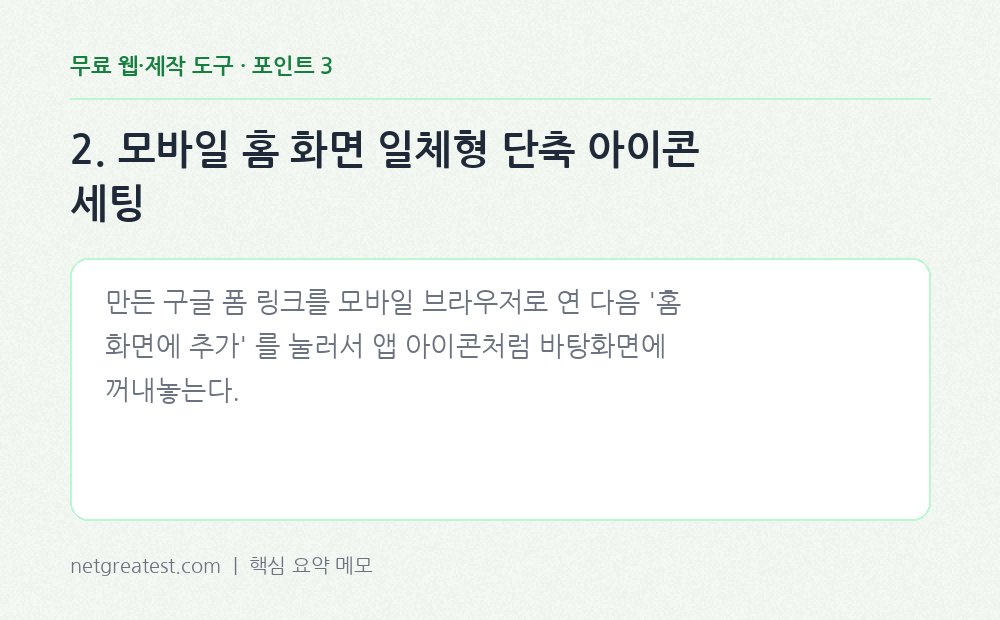 무료 웹·제작 도구 · 포인트 3
2. 모바일 홈 화면 일체형 단축 아이콘
세팅
만든 구글 폼 링크를 모바일 브라우저로 연 다음 '홈
화면에 추가' 를 눌러서 앱 아이콘처럼 바탕화면에
꺼내놓는다.
netgreatest.com | 핵심 요약 메모